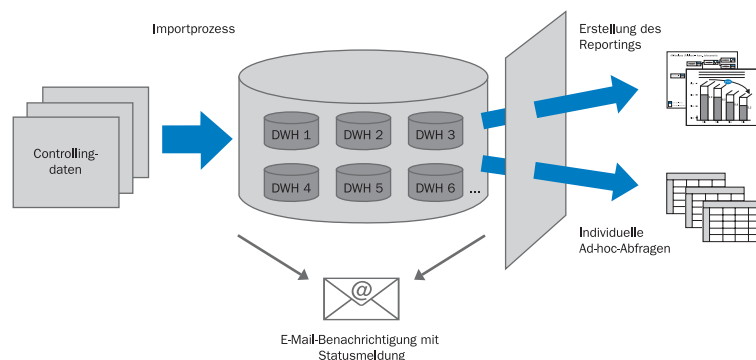 Importprozess
Erstellung des
Reportings
Controlling-
daten
DWH 1
DWH 2
DWH 3
DWH 4
DWH 5
DWH 6
...
Individuelle
Ad-hoc-Abfragen
@
E-Mail-Benachrichtigung mit
Statusmeldung